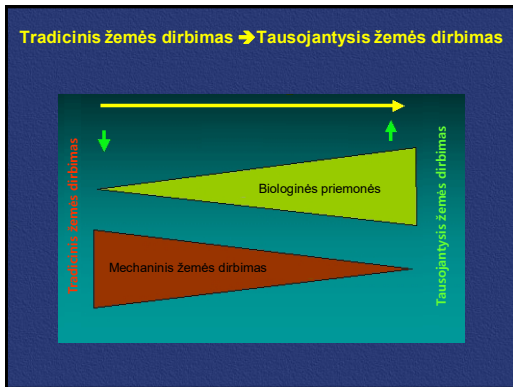 Tradicinis žemės dirbimas ➔Tausojantysis žemės dirbimas
Tradicinis žemės dirbimas
Biologinės priemonės
Mechaninis žemės dirbimas
Tausojantysis žemės dirbimas